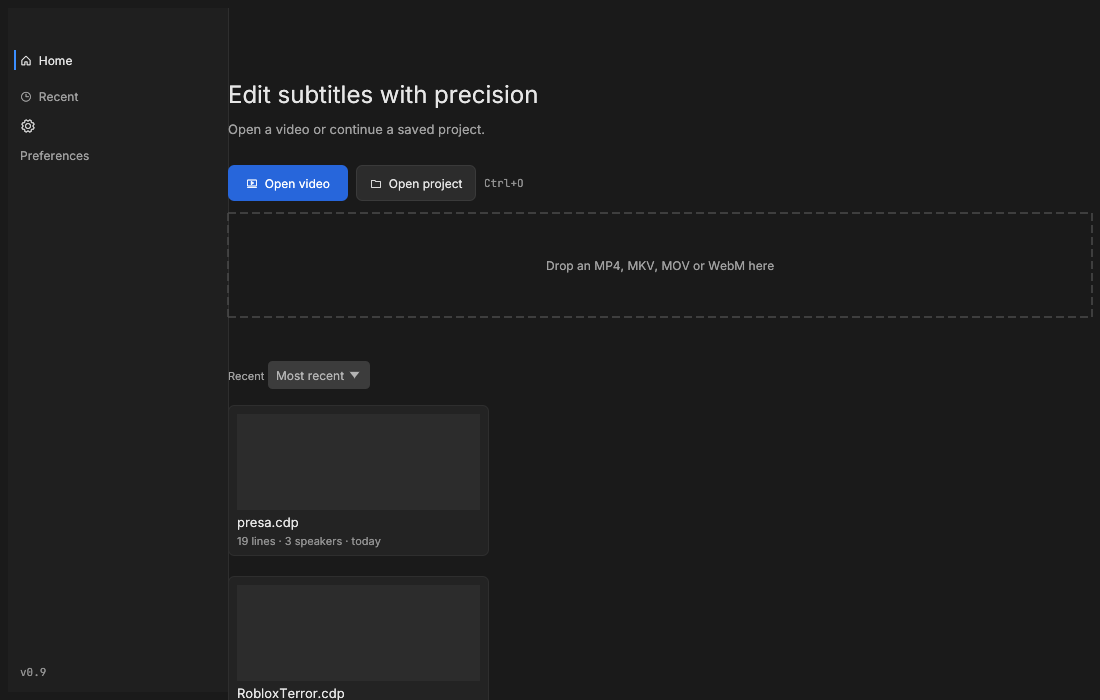 Home
Recent
Preferences
v0.9
Edit subtitles with precision
Open a video or continue a saved project.
Open video
Open project
Ctrl+O
Drop an MP4, MKV, MOV or WebM here
Recent
Most recent
presa.cdp
19 lines · 3 speakers · today
RobloxTerror.cdp